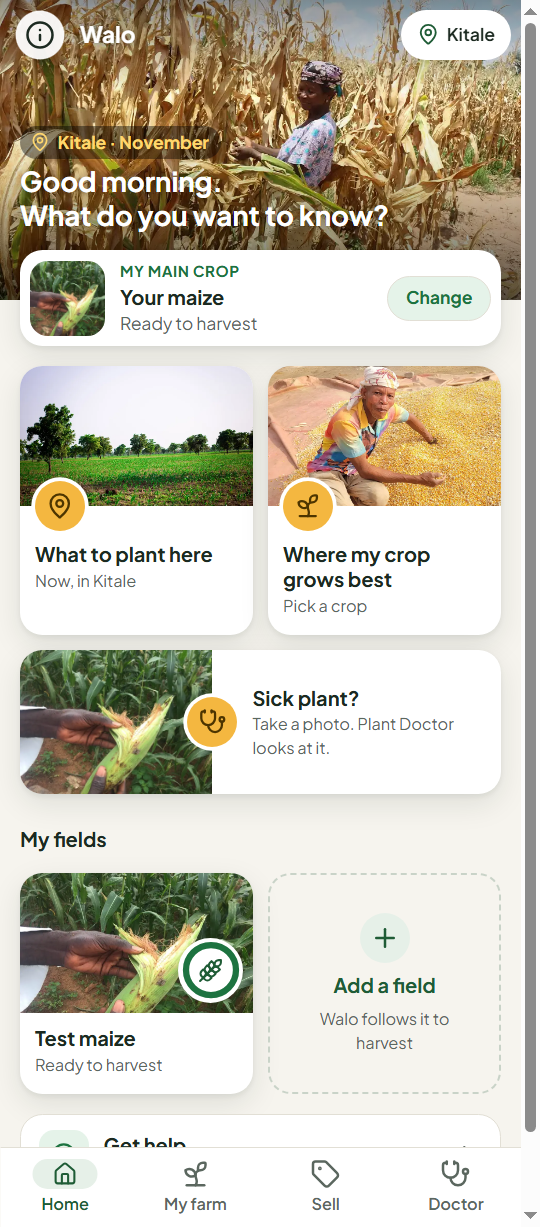 Walo
Kitale
Kitale · November
Good morning.
What do you want to know?
MY MAIN CROP
Your maize
Ready to harvest
Change
What to plant here
Now, in Kitale
Where my crop
grows best
Pick a crop
Sick plant?
Take a photo. Plant Doctor
looks at it.
My fields
Test maize
Ready to harvest
Add a field
Walo follows it to
harvest
Get help
Home
My farm
Sell
Doctor